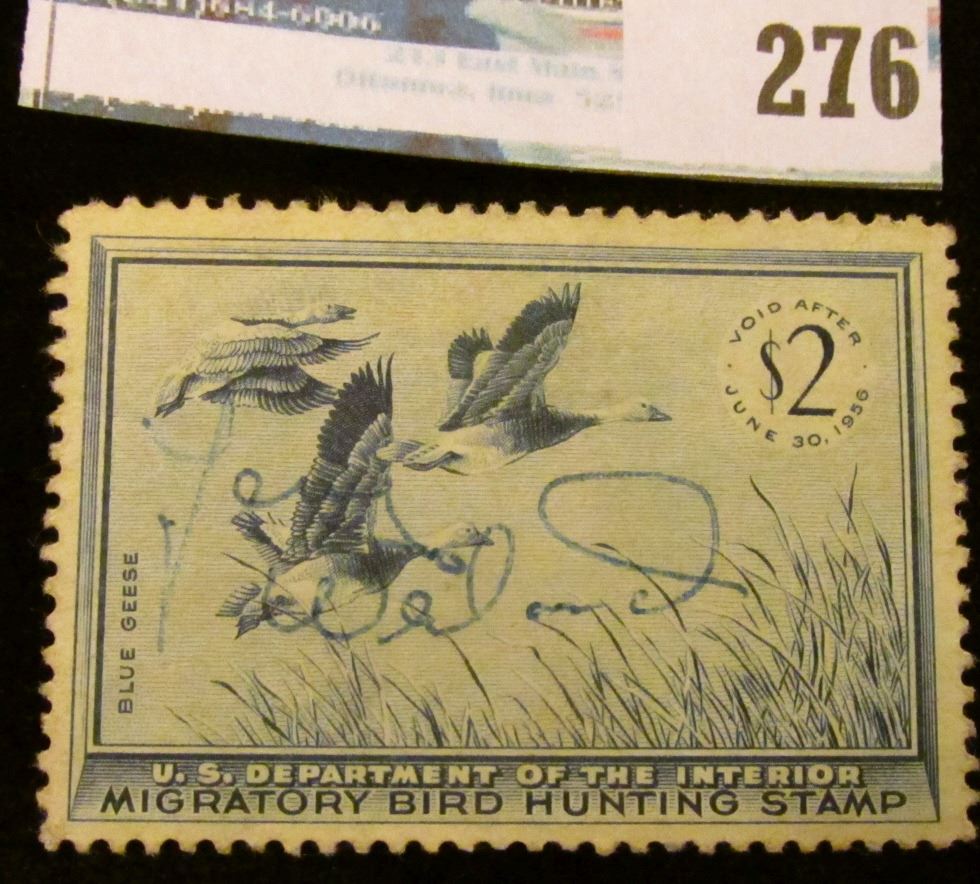 276
VOID AFTER
$2
JUNE 30, 1956
BLUE GEESE
U. S. DEPARTMENT OF THE INTERIOR
MIGRATORY BIRD HUNTING STAMP